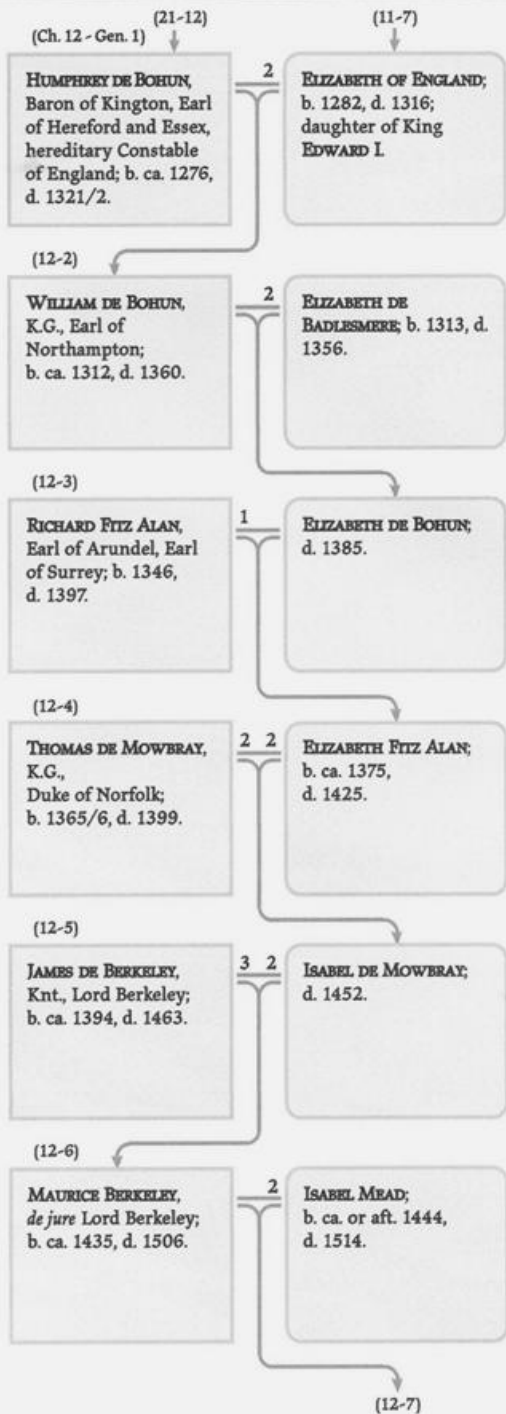 (21-12)
(11-7)
(Ch. 12 - Gen. 1)
HUMPHREY DE BOHUN,
Baron of Kington, Earl
of Hereford and Essex,
hereditary Constable
of England; b. ca. 1276,
d. 1321/2.
2
ELIZABETH OF ENGLAND;
b. 1282, d. 1316;
daughter of King
EDWARD I.
(12-2)
WILLIAM DE BOHUN,
K.G., Earl of
Northampton;
b. ca. 1312, d. 1360.
2
ELIZABETH DE
BADLESMERE; b. 1313, d.
1356.
(12-3)
RICHARD FITZ ALAN,
Earl of Arundel, Earl
of Surrey; b. 1346,
d. 1397.
1
ELIZABETH DE BOHUN;
d. 1385.
(12-4)
THOMAS DE MOWBRAY,
K.G.,
Duke of Norfolk;
b. 1365/6, d. 1399.
2 2
ELIZABETH FITZ ALAN;
b. ca. 1375,
d. 1425.
(12-5)
JAMES DE BERKELEY,
Knt., Lord Berkeley;
b. ca. 1394, d. 1463.
3 2
ISABEL DE MOWBRAY;
d. 1452.
(12-6)
MAURICE BERKELEY,
de jure Lord Berkeley;
b. ca. 1435, d. 1506.
2
ISABEL MEAD;
b. ca. or aft. 1444,
d. 1514.
(12-7)